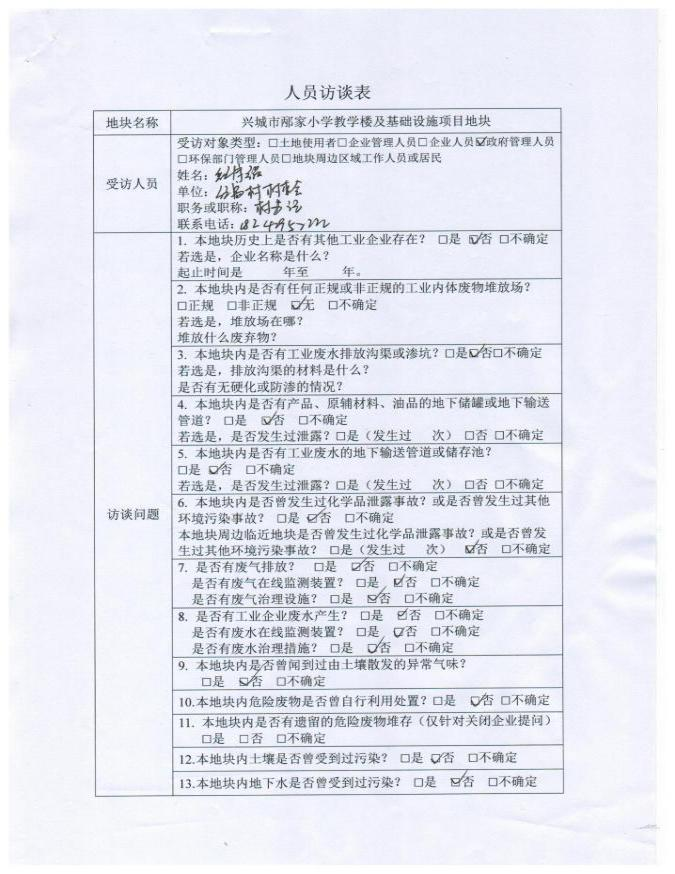 人员访谈表
地块名称
兴城市邴家小学教学楼及基础设施项目地块
受访人员
受访对象类型：□土地使用者□企业管理人员□企业人员☑政府管理人员
□环保部门管理人员□地块周边区域工作人员或居民
姓名：
单位：
职务或职称：村书记
联系电话：
访谈问题
1. 本地块历史上是否有其他工业企业存在？ □是 ☑否 □不确定
若选是，企业名称是什么？
起止时间是 年至 年。
2. 本地块内是否有任何正规或非正规的工业内体废物堆放场？
□正规 □非正规 ☑无 □不确定
若选是，堆放场在哪？
堆放什么废弃物？
3. 本地块内是否有工业废水排放沟渠或渗坑？□是☑否□不确定
若选是，排放沟渠的材料是什么？
是否有无硬化或防渗的情况？
4. 本地块内是否有产品、原辅材料、油品的地下储罐或地下输送
管道？ □是 ☑否 □不确定
若选是，是否发生过泄露？□是（发生过 次） □否 □不确定
5. 本地块内是否有工业废水的地下输送管道或储存池？
□是 ☑否 □不确定
若选是，是否发生过泄露？□是（发生过 次） □否 □不确定
6. 本地块内是否曾发生过化学品泄露事故？或是否曾发生过其他
环境污染事故？ □是 ☑否 □不确定
本地块周边临近地块是否曾发生过化学品泄露事故？或是否曾发
生过其他环境污染事故？ □是（发生过 次） ☑否 □不确定
7. 是否有废气排放？ □是 ☑否 □不确定
是否有废气在线监测装置？ □是 ☑否 □不确定
是否有废气治理设施？ □是 ☑否 □不确定
8. 是否有工业企业废水产生？ □是 ☑否 □不确定
是否有废水在线监测装置？ □是 ☑否 □不确定
是否有废水治理措施？ □是 ☑否 □不确定
9. 本地块内是否曾闻到过由土壤散发的异常气味？
□是 ☑否 □不确定
10.本地块内危险废物是否曾自行利用处置？□是 ☑否 □不确定
11. 本地块内是否有遗留的危险废物堆存（仅针对关闭企业提问）
□是 □否 □不确定
12.本地块内土壤是否曾受到过污染？ □是 ☑否 □不确定
13.本地块内地下水是否曾受到过污染？ □是 ☑否 □不确定